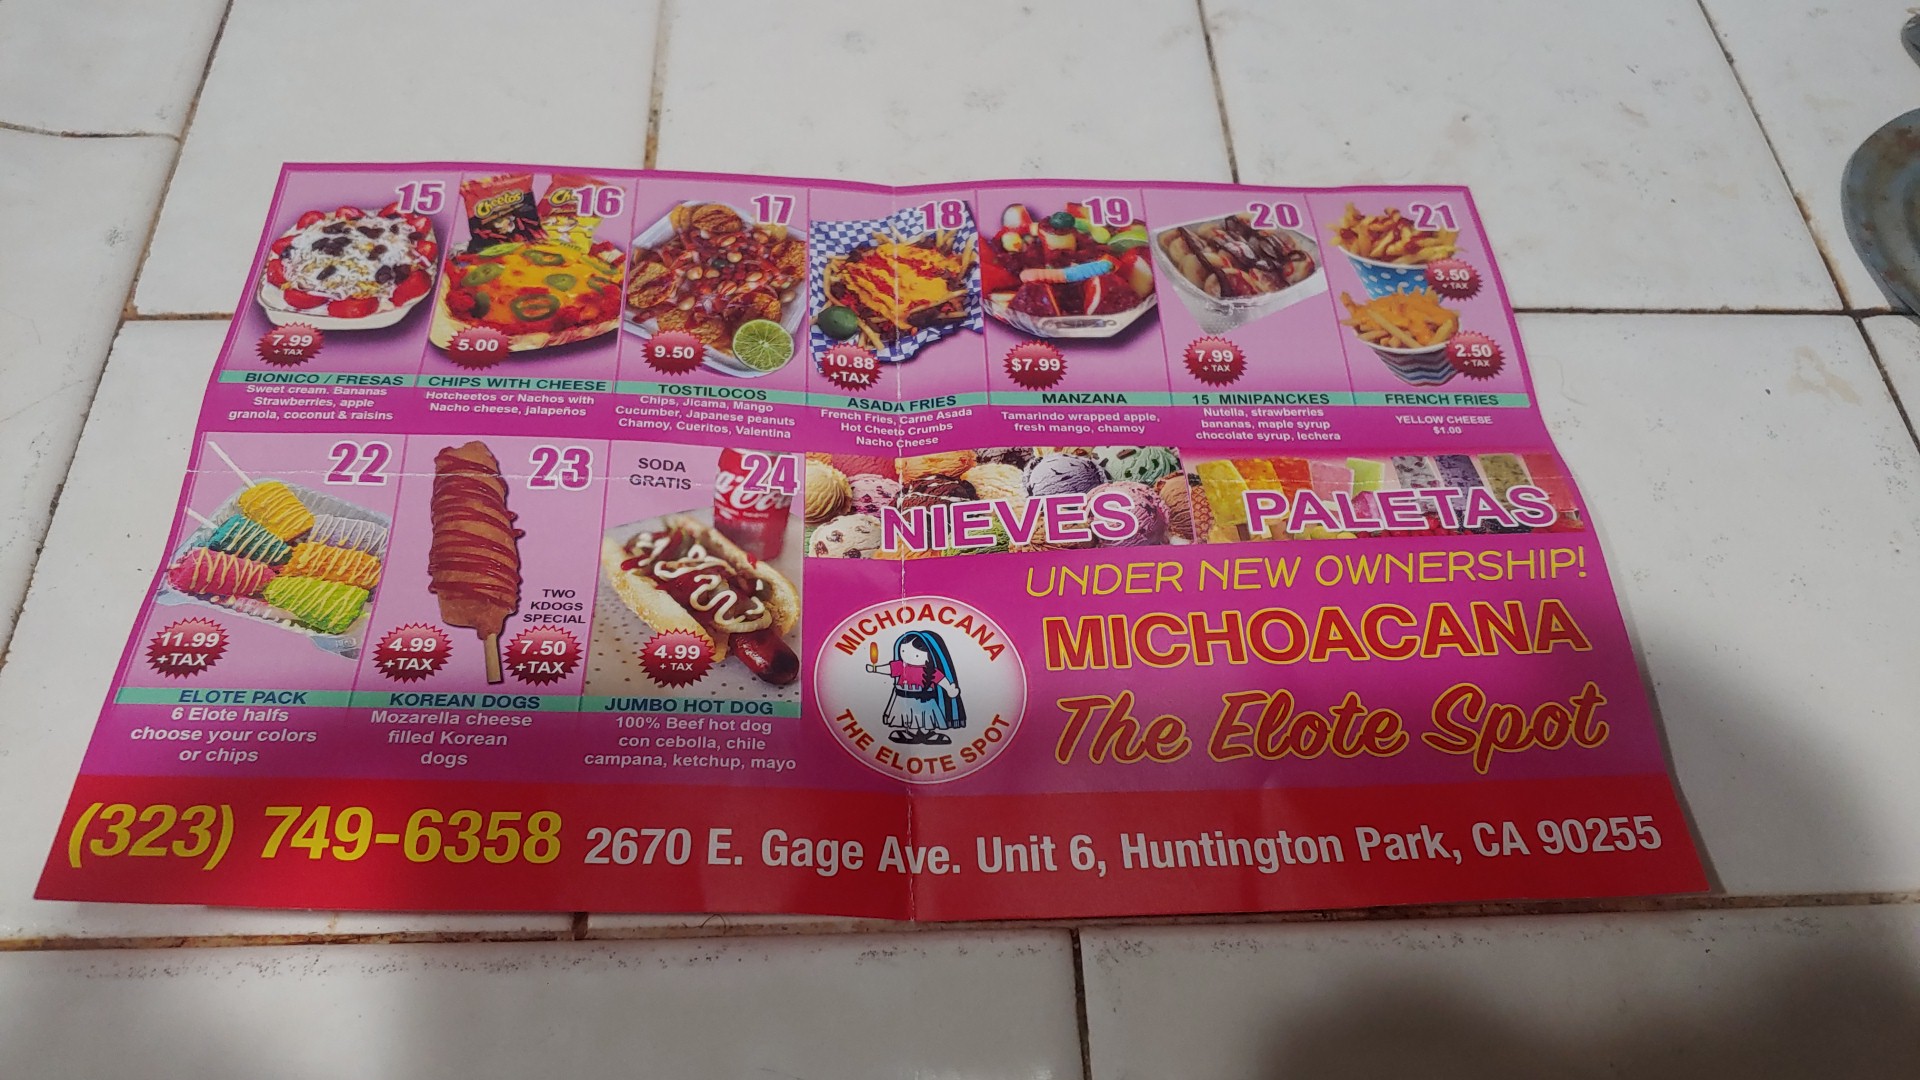 15
7.99
+ TAX
BIONICO / FRESAS
Sweet cream. Bananas
Strawberries, apple
granola, coconut & raisins
Cheetos
16
5.00
CHIPS WITH CHEESE
Hotcheetos or Nachos with
Nacho cheese, jalapeños
17
9.50
TOSTILOCOS
Chips, Jicama, Mango
Cucumber, Japanese peanuts
Chamoy, Cueritos, Valentina
18
10.88
+TAX
ASADA FRIES
French Fries, Carne Asada
Hot Cheeto Crumbs
Nacho Cheese
19
$7.99
MANZANA
Tamarindo wrapped apple,
fresh mango, chamoy
20
7.99
+ TAX
15 MINIPANCKES
Nutella, strawberries
bananas, maple syrup
chocolate syrup, lechera
21
3.50
+ TAX
2.50
+ TAX
FRENCH FRIES
YELLOW CHEESE
$1.00
22
11.99
+TAX
ELOTE PACK
6 Elote halfs
choose your colors
or chips
23
4.99
+TAX
TWO
KDOGS
SPECIAL
7.50
+TAX
KOREAN DOGS
Mozarella cheese
filled Korean
dogs
SODA
GRATIS
24
4.99
+ TAX
JUMBO HOT DOG
100% Beef hot dog
con cebolla, chile
campana, ketchup, mayo
NIEVES
PALETAS
UNDER NEW OWNERSHIP!
MICHOACANA
THE ELOTE SPOT
MICHOACANA
The Elote Spot
(323) 749-6358 2670 E. Gage Ave. Unit 6, Huntington Park, CA 90255